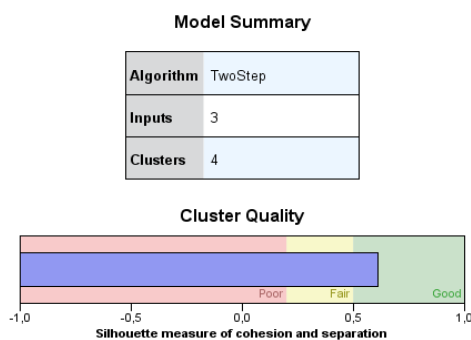 Model Summary
Algorithm TwoStep
Inputs 3
Clusters 4
Cluster Quality
Poor Fair Good
-1,0 -0,5 0,0 0,5 1,0
Silhouette measure of cohesion and separation